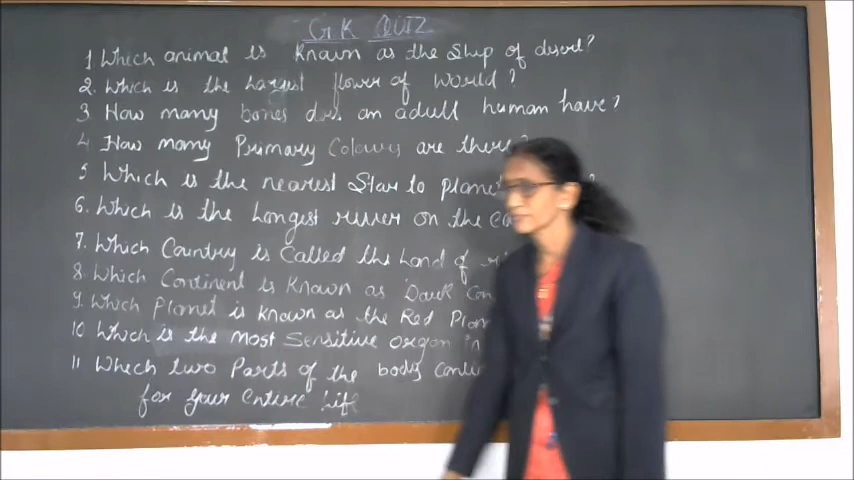 G.K QUIZ
1 Which animal is known as the Ship of desert?
2. Which is the largest flower of world?
3 How many bones does an adult human have?
4 How many Primary Colours are there?
5 Which is the nearest Star to plane
6. Which is the Longest river on the
7. Which Country is Called the Land of
8. Which Continent is known as Dark Con
9. Which Planet is known as the Red Plan
10 Which is the most Sensitive organ in
11 Which two Parts of the body
for your entire life